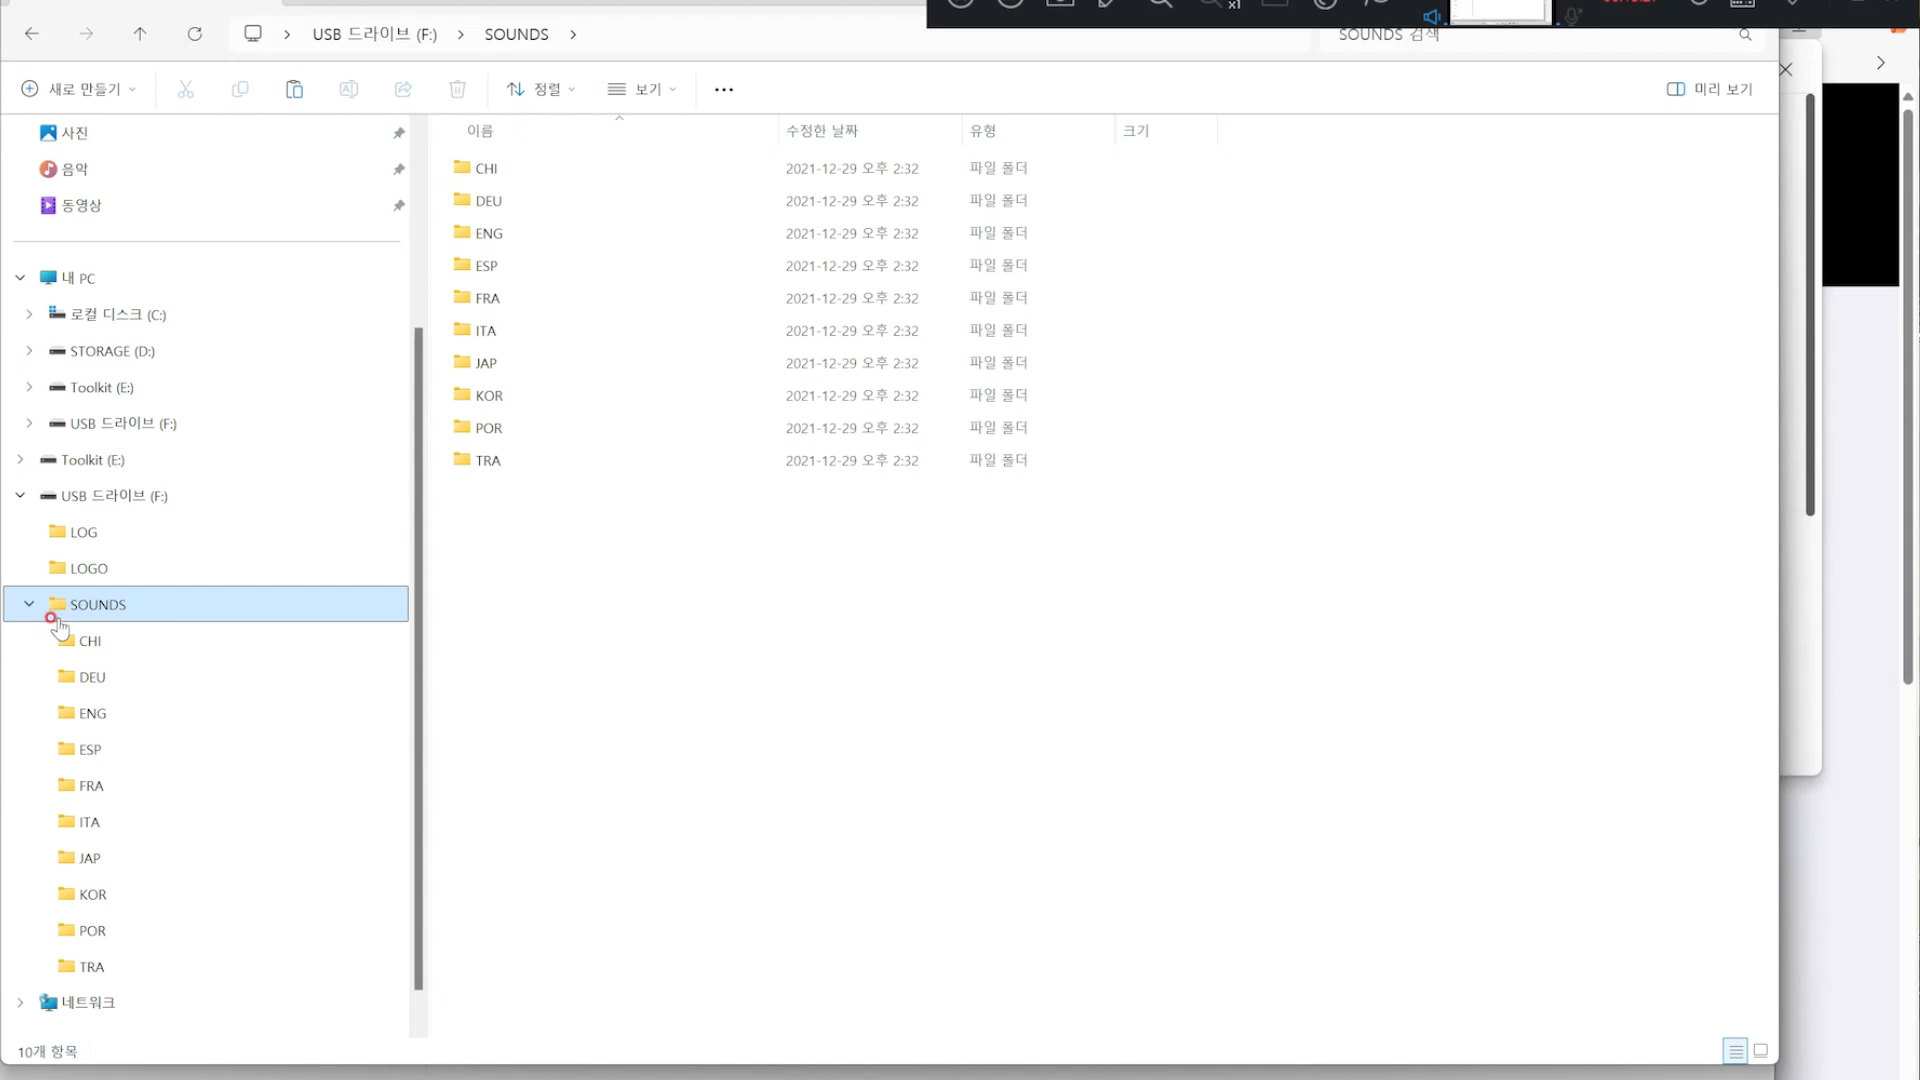 x1
USB 드라이브 (F:) SOUNDS
SOUNDS 검색
새로 만들기 정렬 보기 미리 보기
사진
음악
동영상
내 PC
로컬 디스크 (C:)
STORAGE (D:)
Toolkit (E:)
USB 드라이브 (F:)
Toolkit (E:)
USB 드라이브 (F:)
LOG
LOGO
SOUNDS
CHI
DEU
ENG
ESP
FRA
ITA
JAP
KOR
POR
TRA
네트워크
이름 수정한 날짜 유형 크기
CHI 2021-12-29 오후 2:32 파일 폴더
DEU 2021-12-29 오후 2:32 파일 폴더
ENG 2021-12-29 오후 2:32 파일 폴더
ESP 2021-12-29 오후 2:32 파일 폴더
FRA 2021-12-29 오후 2:32 파일 폴더
ITA 2021-12-29 오후 2:32 파일 폴더
JAP 2021-12-29 오후 2:32 파일 폴더
KOR 2021-12-29 오후 2:32 파일 폴더
POR 2021-12-29 오후 2:32 파일 폴더
TRA 2021-12-29 오후 2:32 파일 폴더
10개 항목